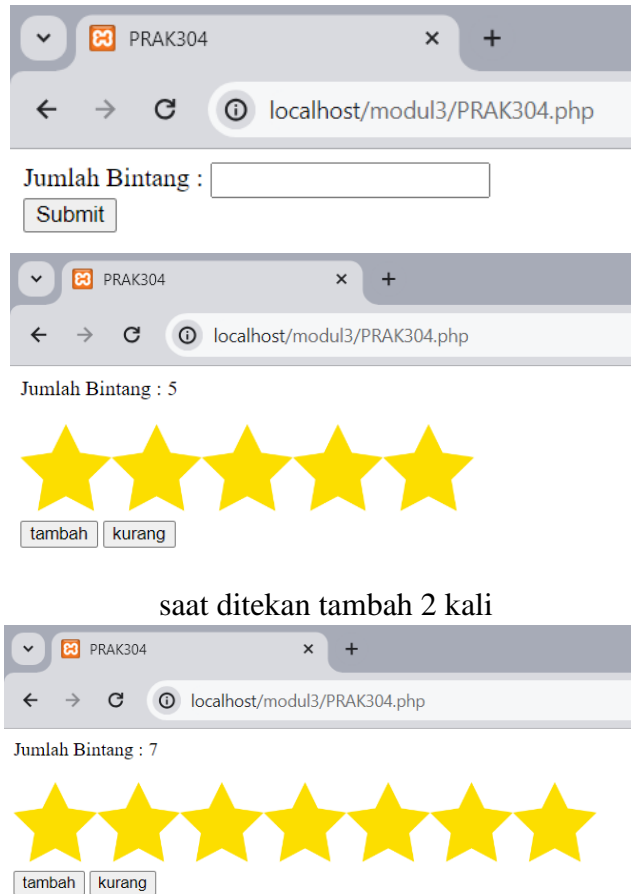 PRAK304
localhost/modul3/PRAK304.php
Jumlah Bintang :
Submit
PRAK304
localhost/modul3/PRAK304.php
Jumlah Bintang : 5
tambah kurang
saat ditekan tambah 2 kali
PRAK304
localhost/modul3/PRAK304.php
Jumlah Bintang : 7
tambah kurang